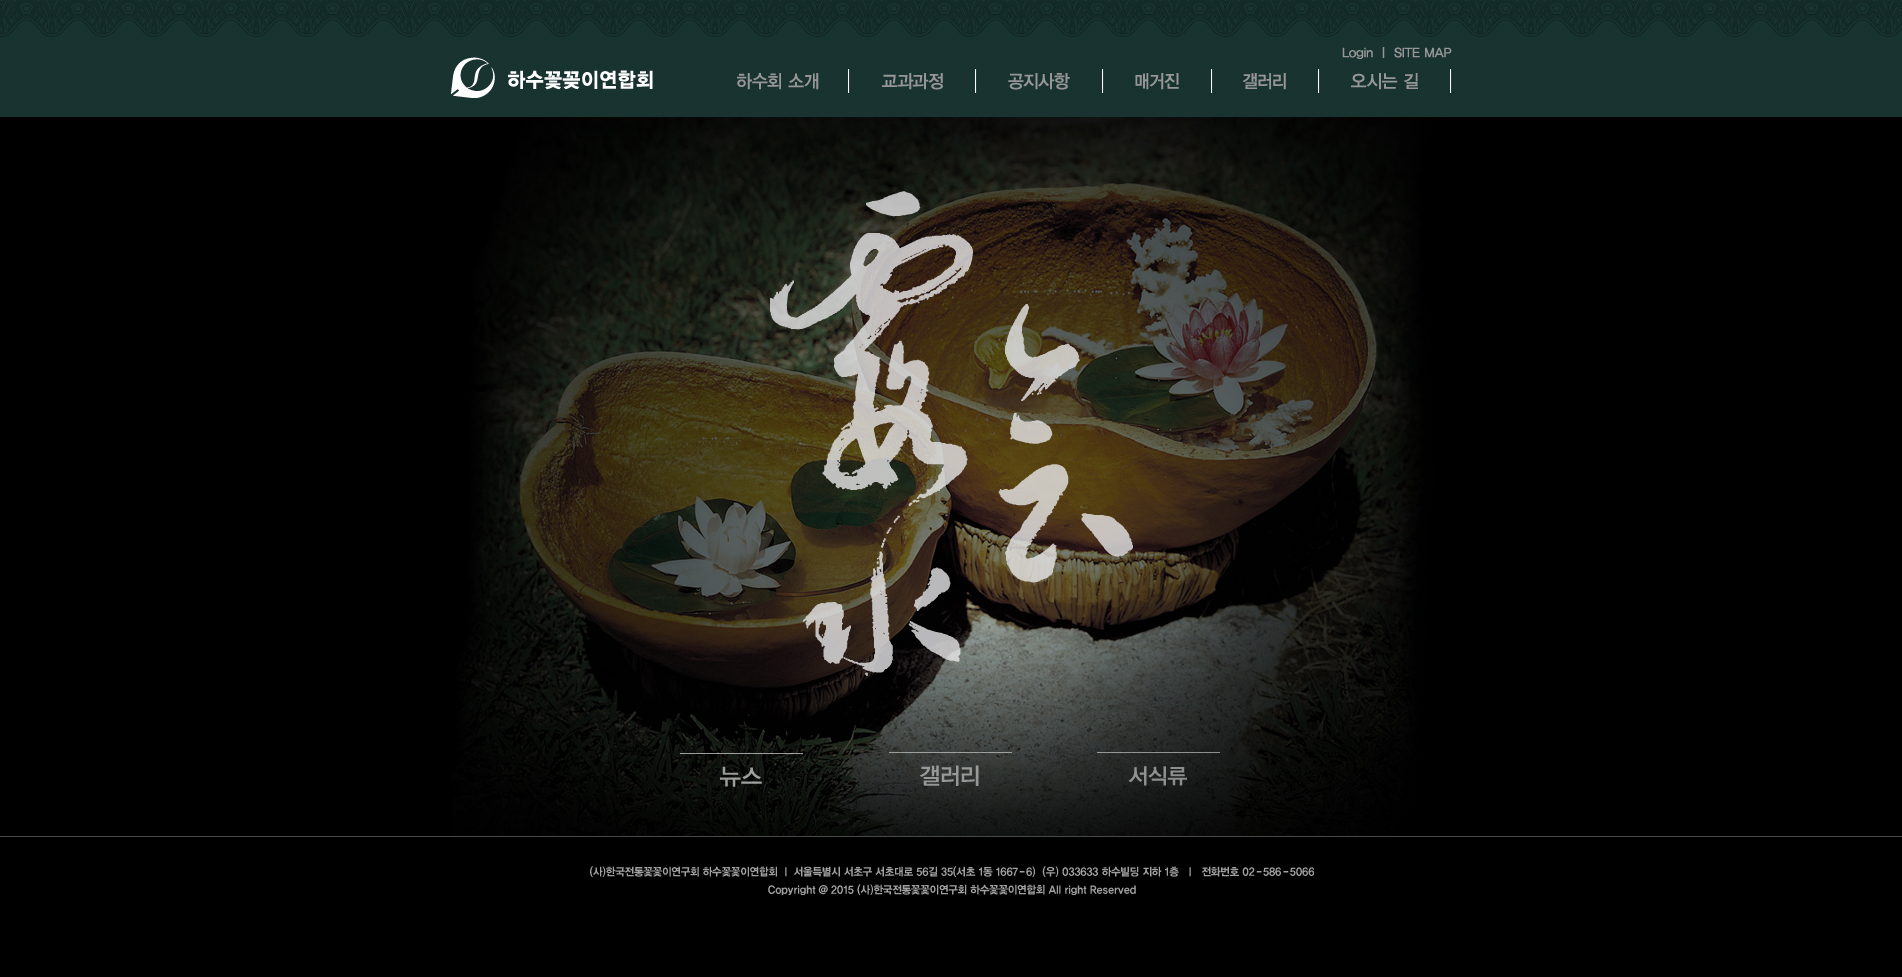 Login | SITE MAP
하수꽃꽂이연합회
하수회 소개 | 교과과정 | 공지사항 | 매거진 | 갤러리 | 오시는 길
뉴스 갤러리 서식류
(사)한국전통꽃꽂이연구회 하수꽃꽂이연합회 | 서울특별시 서초구 서초대로 56길 35(서초 1동 1667-6) (우) 033633 하수빌딩 지하 1층 | 전화번호 02-586-5066
Copyright @ 2015 (사)한국전통꽃꽂이연구회 하수꽃꽂이연합회 All right Reserved